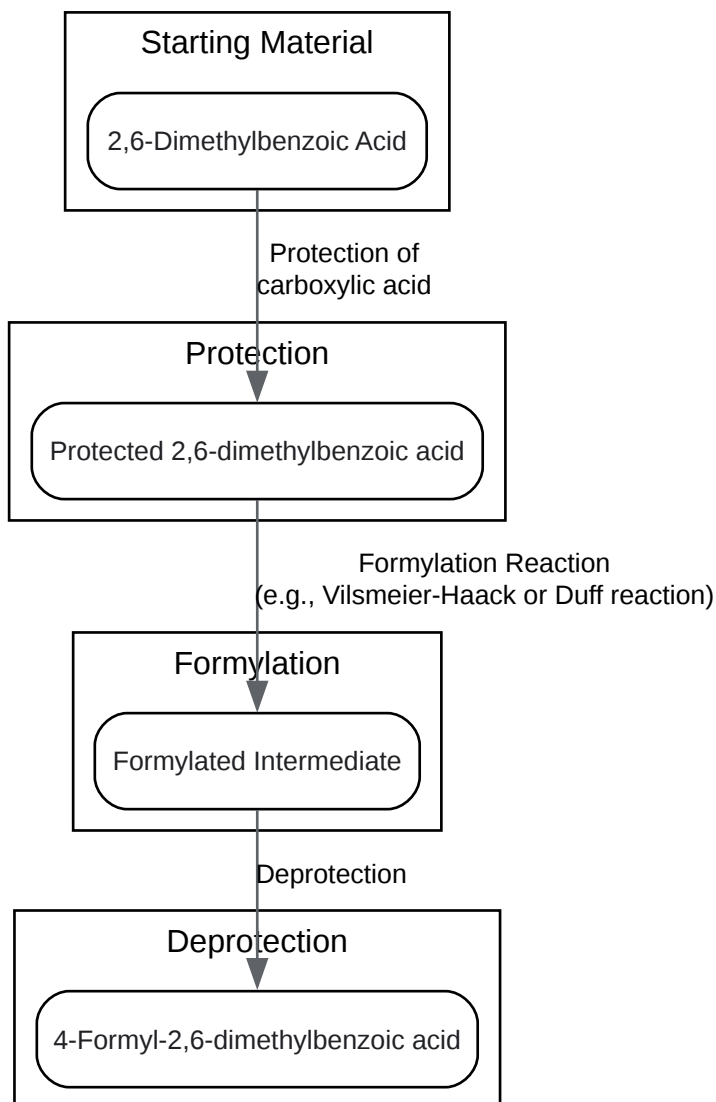 Starting Material
2,6-Dimethylbenzoic Acid
Protection of
carboxylic acid
Protection
Protected 2,6-dimethylbenzoic acid
Formylation Reaction
(e.g., Vilsmeier-Haack or Duff reaction)
Formylation
Formylated Intermediate
Deprotection
Deprotection
4-Formyl-2,6-dimethylbenzoic acid